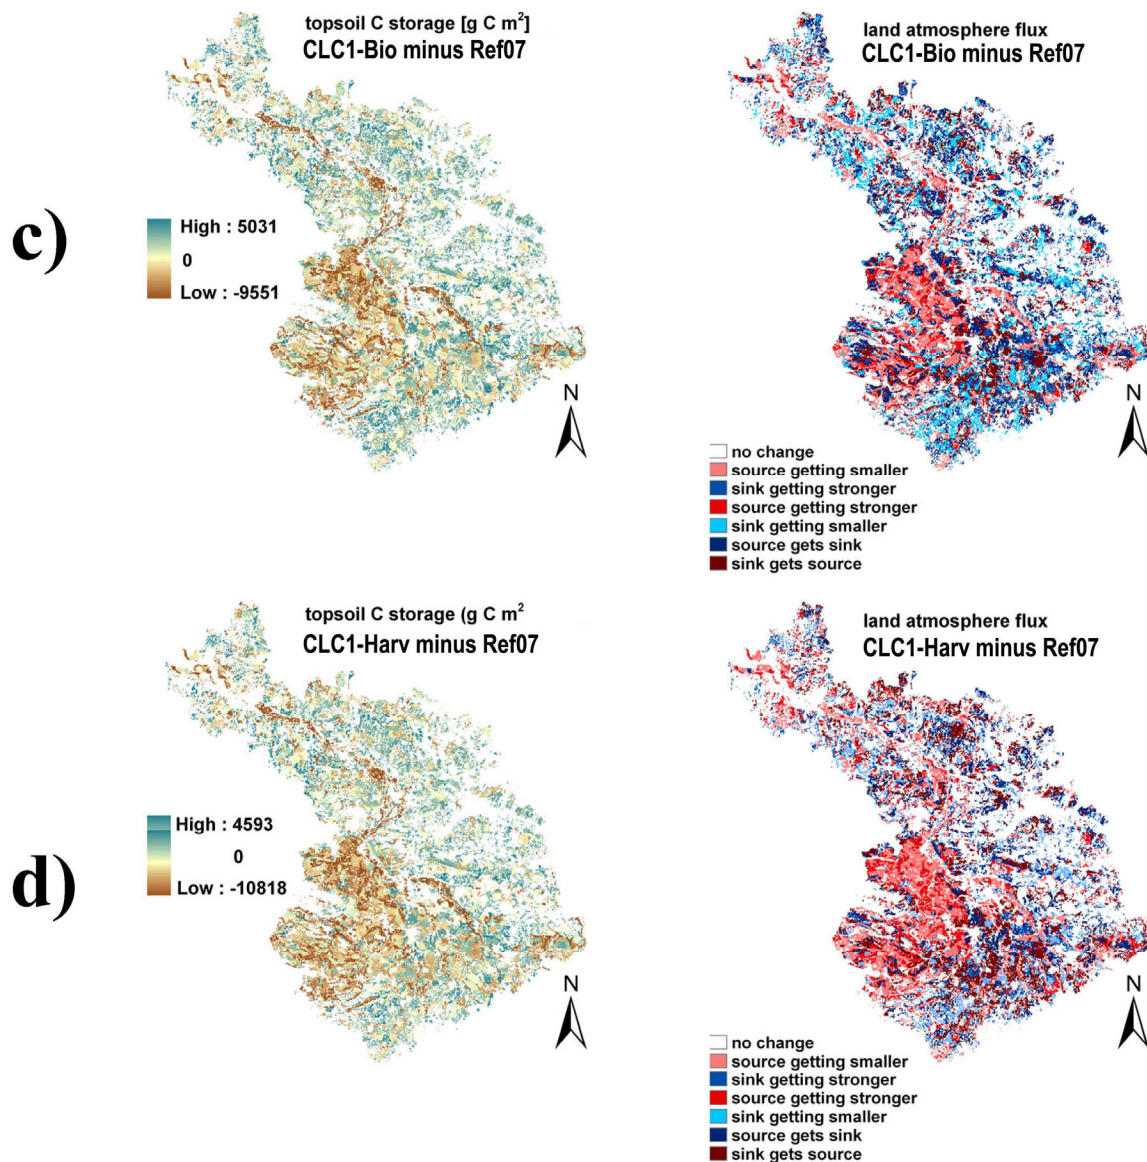 topsoil C storage [g C m²]
CLC1-Bio minus Ref07
land atmosphere flux
CLC1-Bio minus Ref07
c)
High : 5031
0
Low : -9551
N
N
no change
source getting smaller
sink getting stronger
source getting stronger
sink getting smaller
source gets sink
sink gets source
topsoil C storage (g C m²
CLC1-Harv minus Ref07
land atmosphere flux
CLC1-Harv minus Ref07
d)
High : 4593
0
Low : -10818
N
N
no change
source getting smaller
sink getting stronger
source getting stronger
sink getting smaller
source gets sink
sink gets source